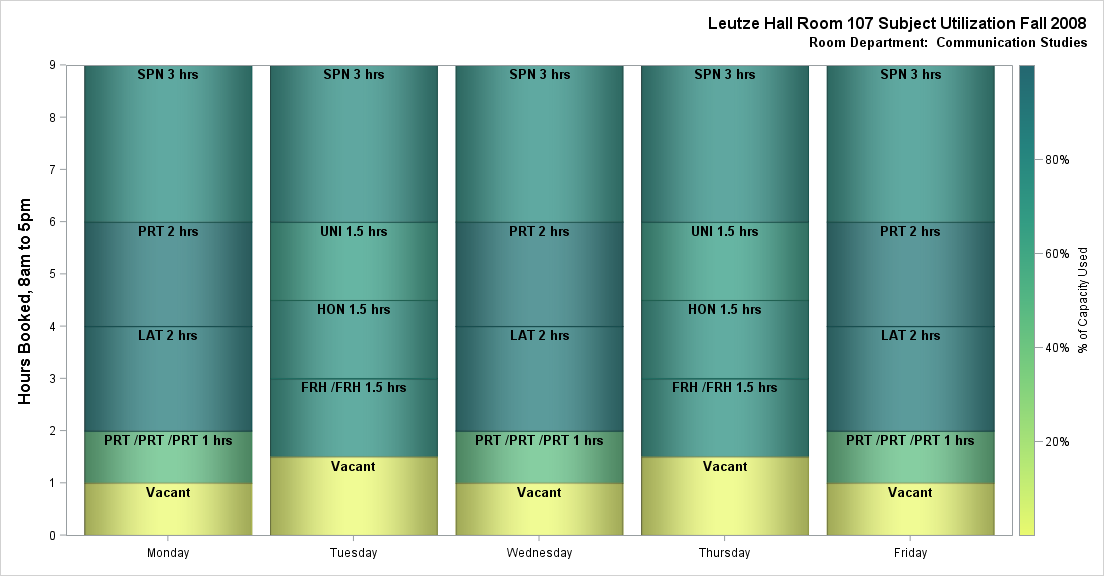 Leutze Hall Room 107 Subject Utilization Fall 2008
Room Department: Communication Studies
Hours Booked, 8am to 5pm
9
8
7
6
5
4
3
2
1
0
SPN 3 hrs
PRT 2 hrs
LAT 2 hrs
PRT /PRT /PRT 1 hrs
Vacant
Monday
SPN 3 hrs
UNI 1.5 hrs
HON 1.5 hrs
FRH /FRH 1.5 hrs
Vacant
Tuesday
SPN 3 hrs
PRT 2 hrs
LAT 2 hrs
PRT /PRT /PRT 1 hrs
Vacant
Wednesday
SPN 3 hrs
UNI 1.5 hrs
HON 1.5 hrs
FRH /FRH 1.5 hrs
Vacant
Thursday
SPN 3 hrs
PRT 2 hrs
LAT 2 hrs
PRT /PRT /PRT 1 hrs
Vacant
Friday
80%
60%
40%
20%
% of Capacity Used